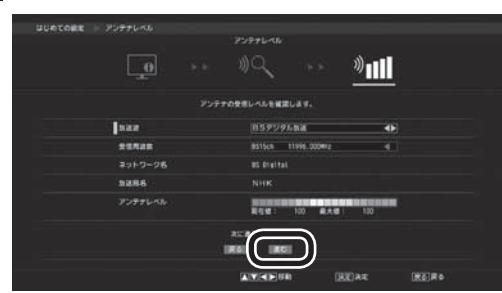 はじめての設定 ▶ アンテナレベル
アンテナレベル
アンテナの受信レベルを確認します。
放送波 BSデジタル放送
受信周波数 BS15ch 11996.000MHz
ネットワーク名 BS Digital
放送局名 NHK
アンテナレベル
現在値： 100 最大値： 100
次に進
戻る 進む
▲▼◀▶移動 決定 決定 戻る 戻る